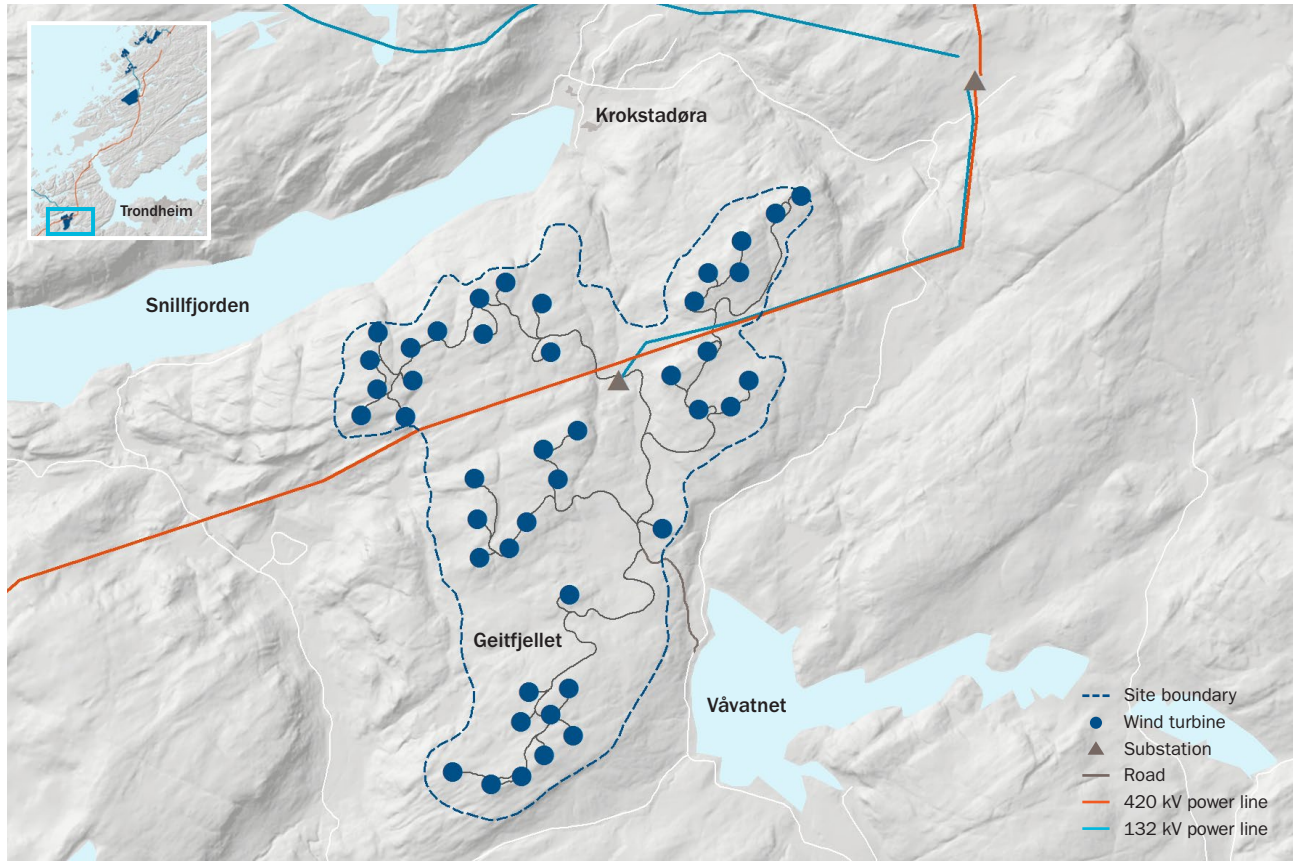 Krokstadøra
Trondheim
Snillfjorden
Geitfjellet
Våvatnet
Site boundary
Wind turbine
Substation
Road
420 kV power line
132 kV power line